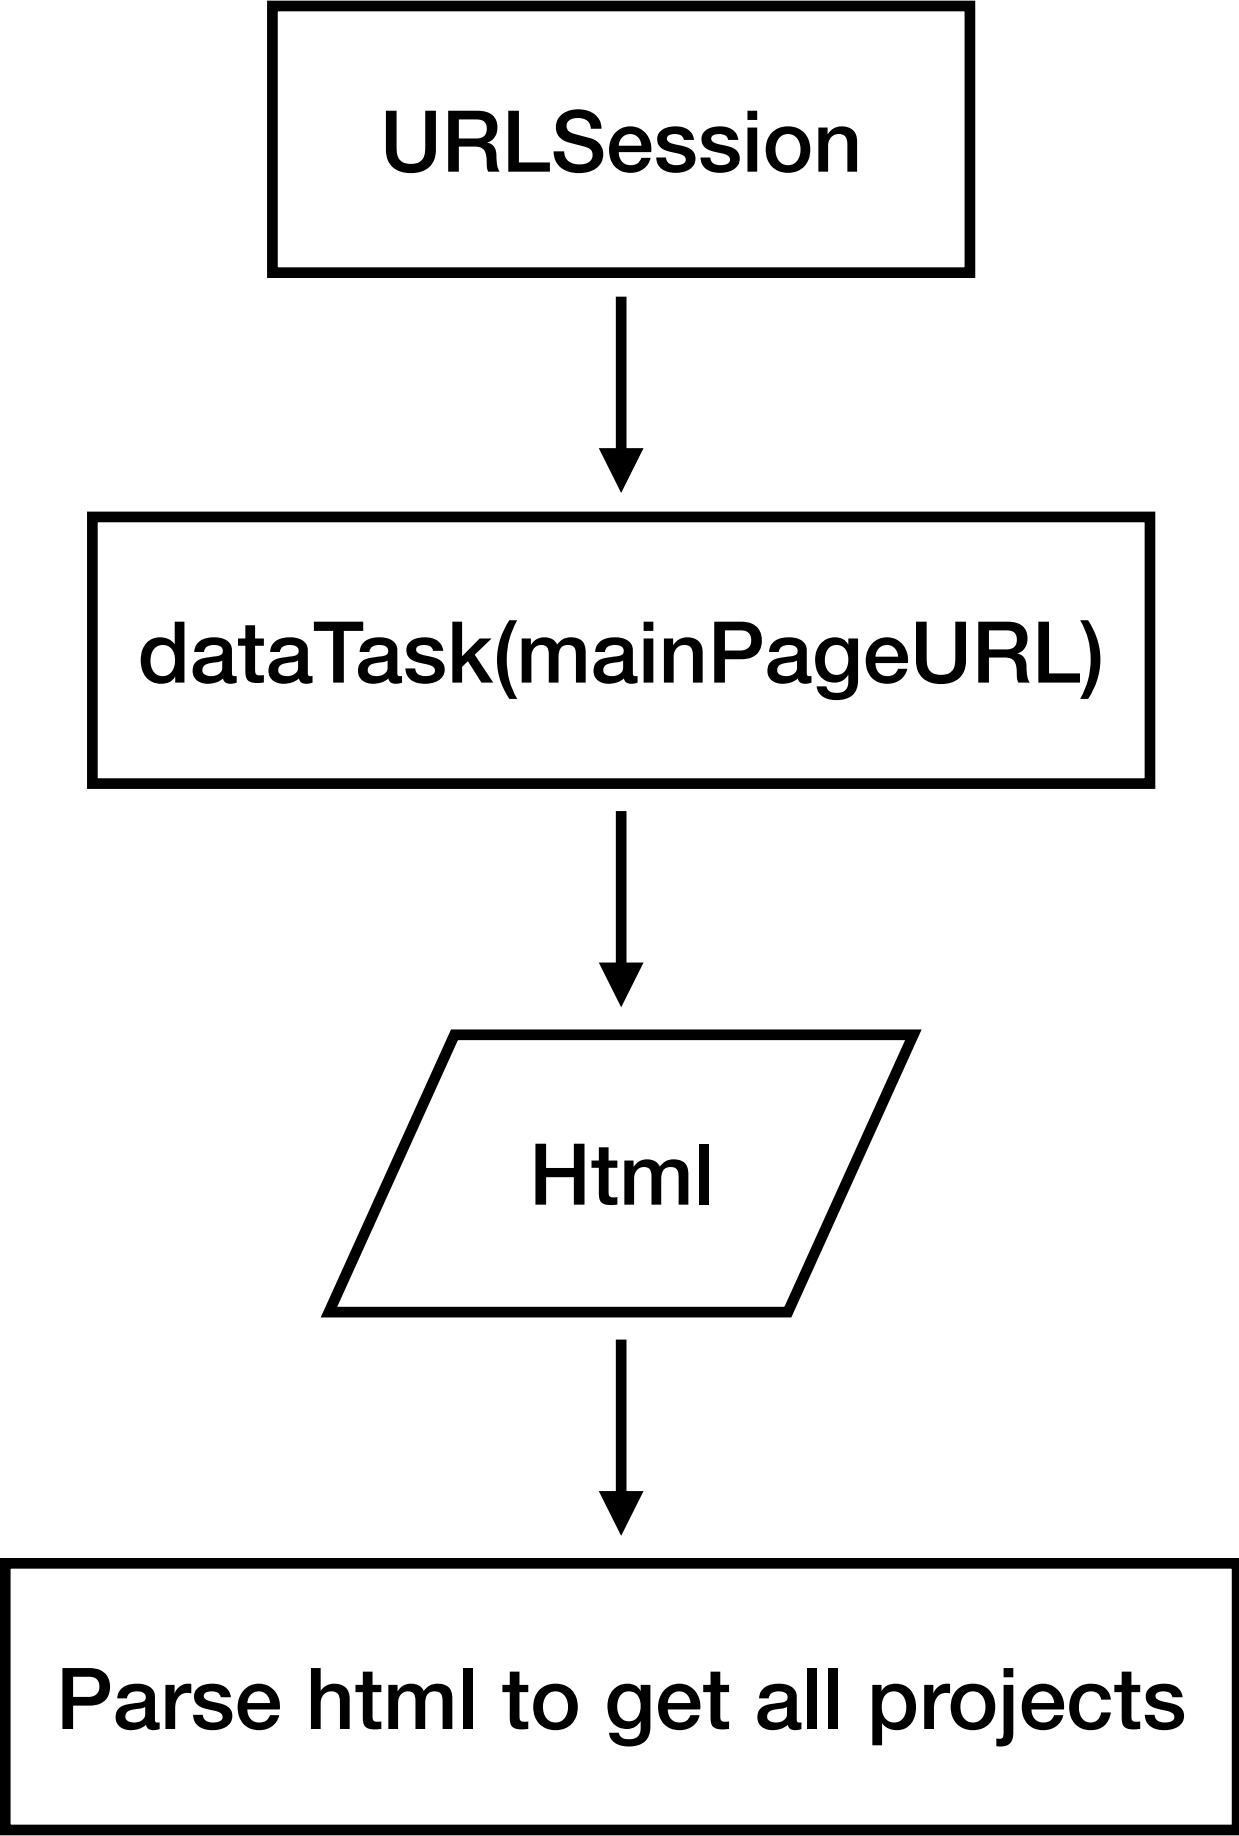 URLSession
dataTask(mainPageURL)
Html
Parse html to get all projects